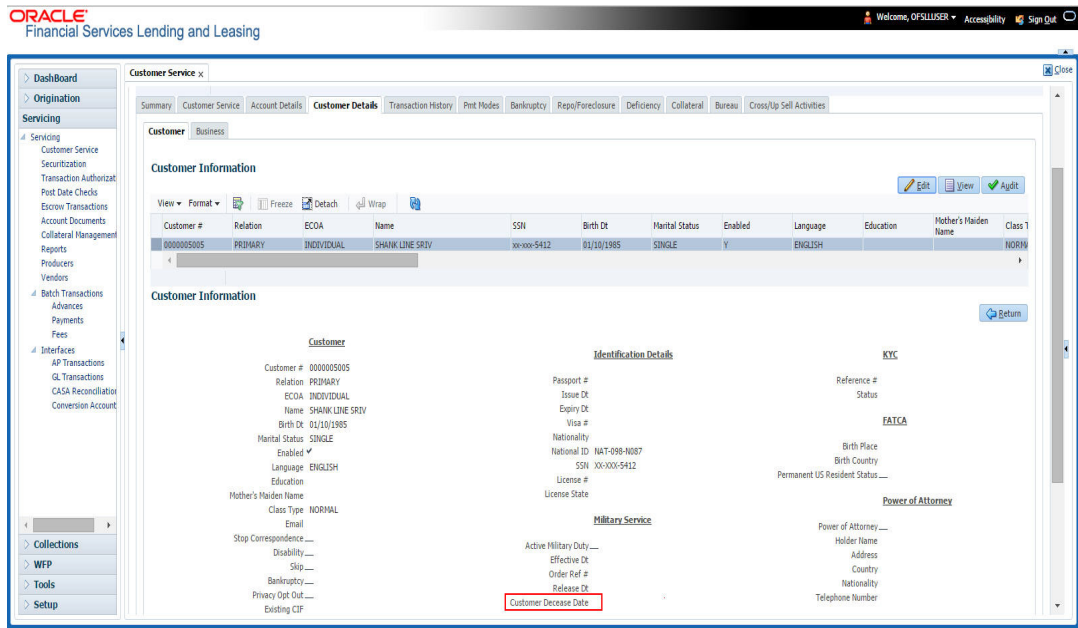 ORACLE'
Financial Services Lending and Leasing
Welcome, OFSLLUSER Accessibility Sign Out
Close
DashBoard
Origination
Servicing
Servicing
Customer Service
Securitization
Transaction Authorizat
Post Date Checks
Escrow Transactions
Account Documents
Collateral Management
Reports
Producers
Vendors
Batch Transactions
Advances
Payments
Fees
Interfaces
AP Transactions
GL Transactions
CASA Reconciliation
Conversion Account
Collections
WFP
Tools
Setup
Customer Service x
Summary Customer Service Account Details Customer Details Transaction History Pmt Modes Bankruptcy Repo/Foreclosure Deficiency Collateral Bureau Cross/Up Sell Activities
Customer Business
Customer Information
Edit View Audit
View Format Freeze Detach Wrap
Customer # Relation ECOA Name SSN Birth Dt Marital Status Enabled Language Education Mother's Maiden Name Class T
0000005005 PRIMARY INDIVIDUAL SHANK LINE SRIV xx-xxx-5412 01/10/1985 SINGLE Y ENGLISH NORMA
Customer Information
Return
Customer
Customer # 0000005005
Relation PRIMARY
ECOA INDIVIDUAL
Name SHANK LINE SRIV
Birth Dt 01/10/1985
Marital Status SINGLE
Enabled
Language ENGLISH
Education
Mother's Maiden Name
Class Type NORMAL
Email
Stop Correspondence
Disability
Skip
Bankruptcy
Privacy Opt Out
Existing CIF
Identification Details
Passport #
Issue Dt
Expiry Dt
Visa #
Nationality
National ID NAT-098-N087
SSN XX-XXX-5412
License #
License State
Military Service
Active Military Duty
Effective Dt
Order Ref #
Release Dt
Customer Decease Date
KYC
Reference #
Status
FATCA
Birth Place
Birth Country
Permanent US Resident Status
Power of Attorney
Power of Attorney
Holder Name
Address
Country
Nationality
Telephone Number